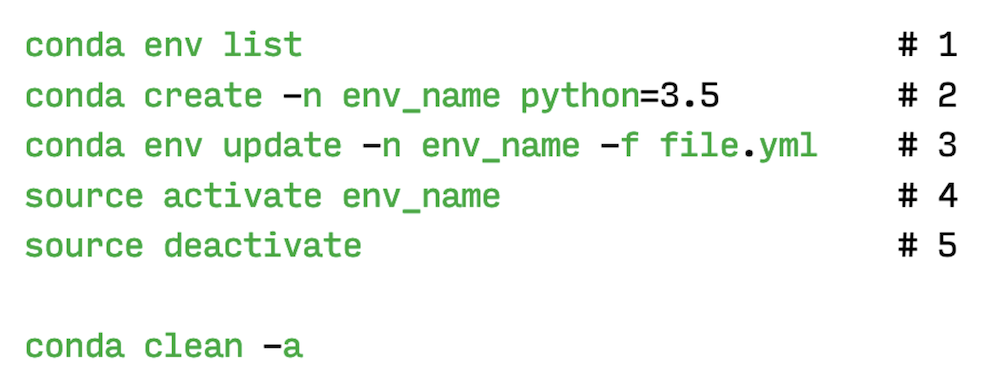 conda env list # 1
conda create -n env_name python=3.5 # 2
conda env update -n env_name -f file.yml # 3
source activate env_name # 4
source deactivate # 5
conda clean -a